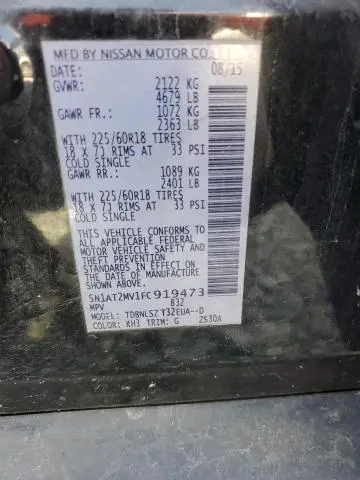 MFD BY NISSAN MOTOR CO., LTD.
DATE: 08/15
GVWR: 2122 KG
4679 LB
GAWR FR.: 1072 KG
2363 LB
WITH 225/60R18 TIRES
18 X 7J RIMS AT 33 PSI
COLD SINGLE
GAWR RR.: 1089 KG
2401 LB
WITH 225/60R18 TIRES
18 X 7J RIMS AT 33 PSI
COLD SINGLE
THIS VEHICLE CONFORMS TO
ALL APPLICABLE FEDERAL
MOTOR VEHICLE SAFETY
AND THEFT PREVENTION
STANDARDS IN EFFECT ON
THE DATE OF MANUFACTURE
SHOWN ABOVE.
5N1AT2MV1FC919473
MPV 832
MODEL: TDBNLSZT32EUA--D
COLOR: KH3 TRIM: G ZS30A